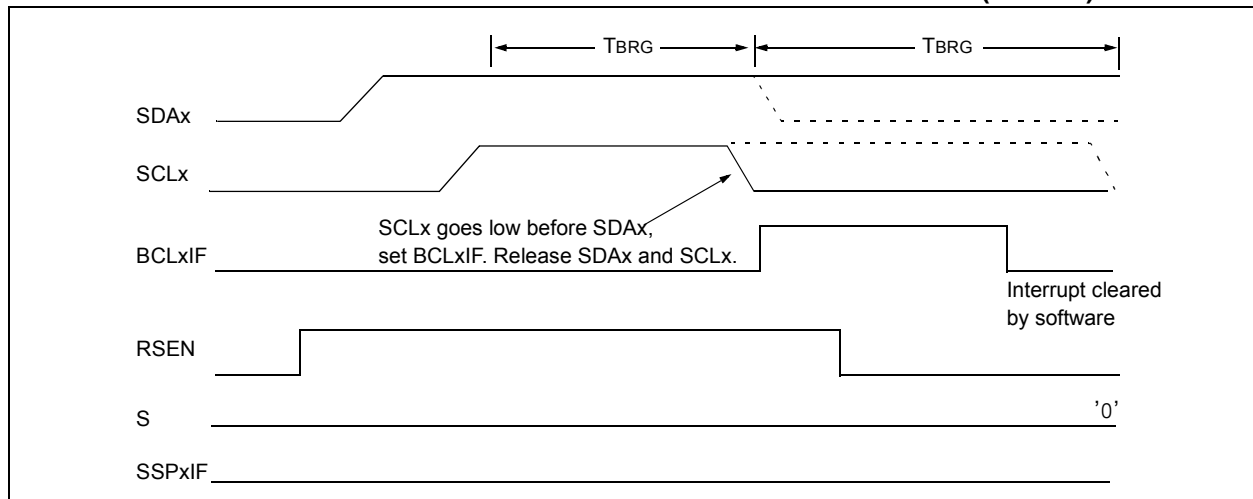 TBRG
TBRG
SDAx
SCLx
SCLx goes low before SDAx,
set BCLxIF. Release SDAx and SCLx.
BCLxIF
Interrupt cleared
by software
RSEN
S
'0'
SSPxIF